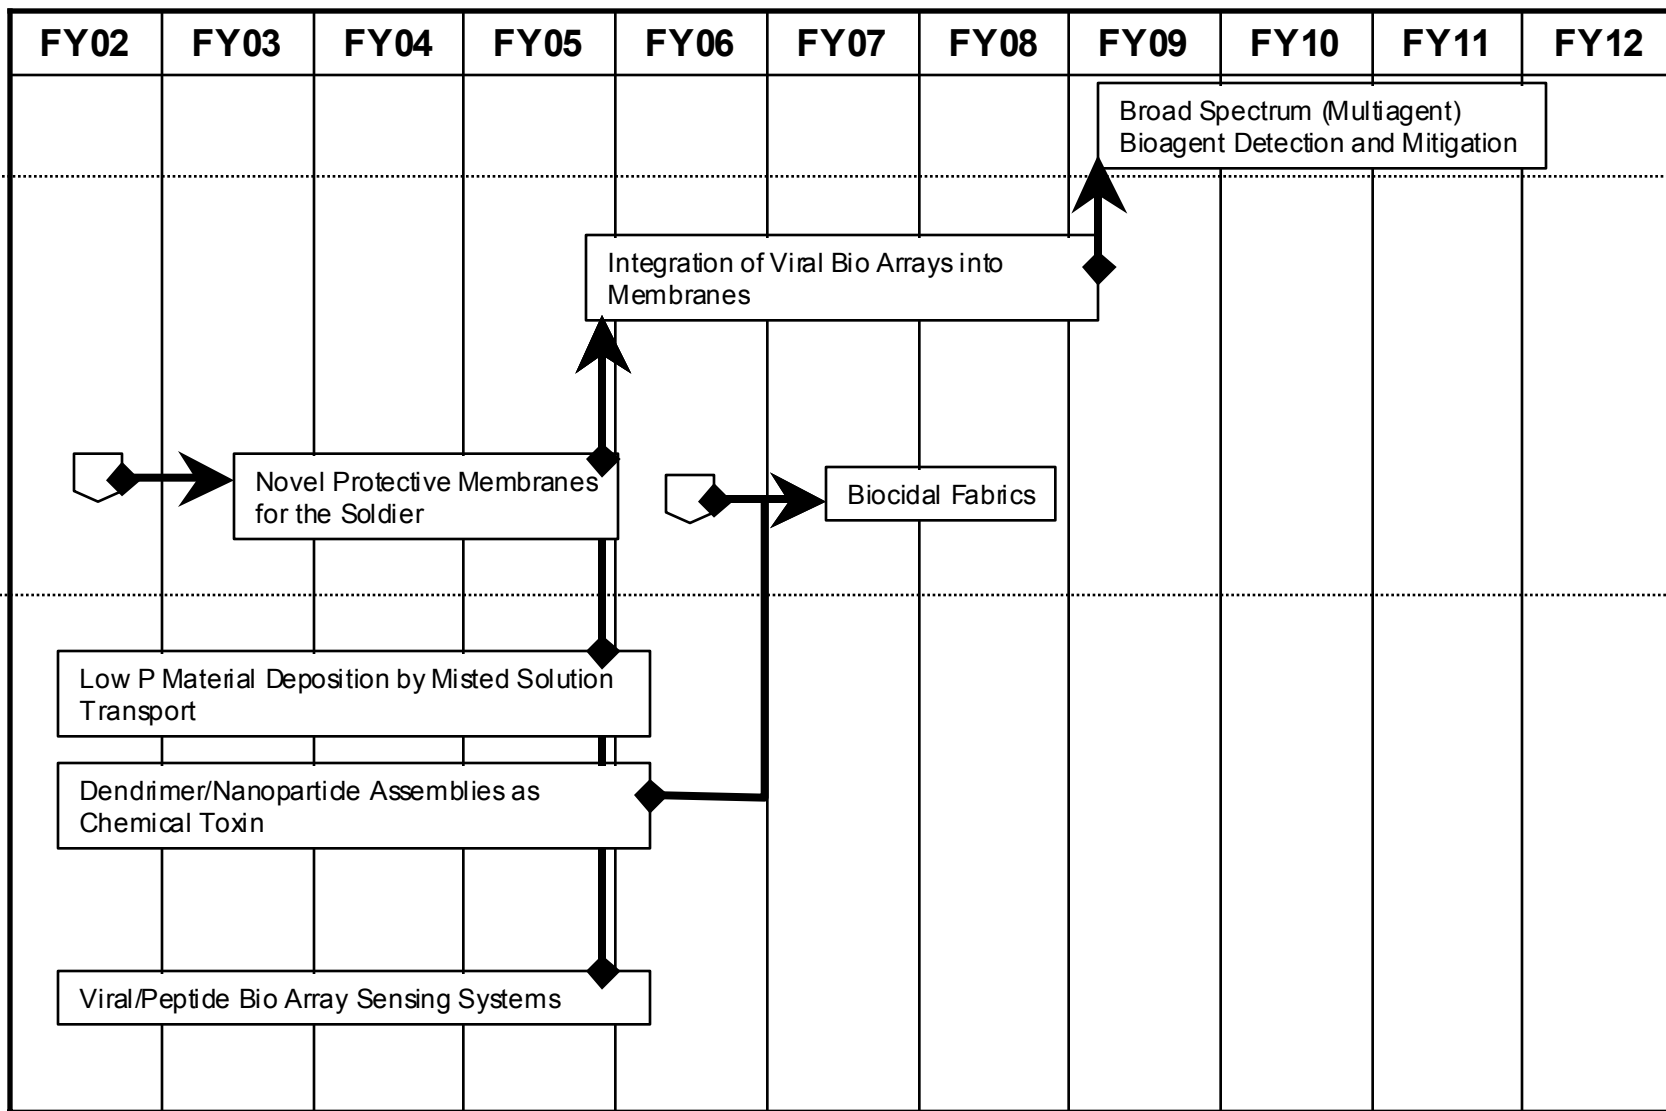 FY02 FY03 FY04 FY05 FY06 FY07 FY08 FY09 FY10 FY11 FY12
Broad Spectrum (Multiagent)
Bioagent Detection and Mitigation
Integration of Viral Bio Arrays into
Membranes
Novel Protective Membranes
for the Soldier
Biocidal Fabrics
Low P Material Deposition by Misted Solution
Transport
Dendrimer/Nanoparticle Assemblies as
Chemical Toxin
Viral/Peptide Bio Array Sensing Systems